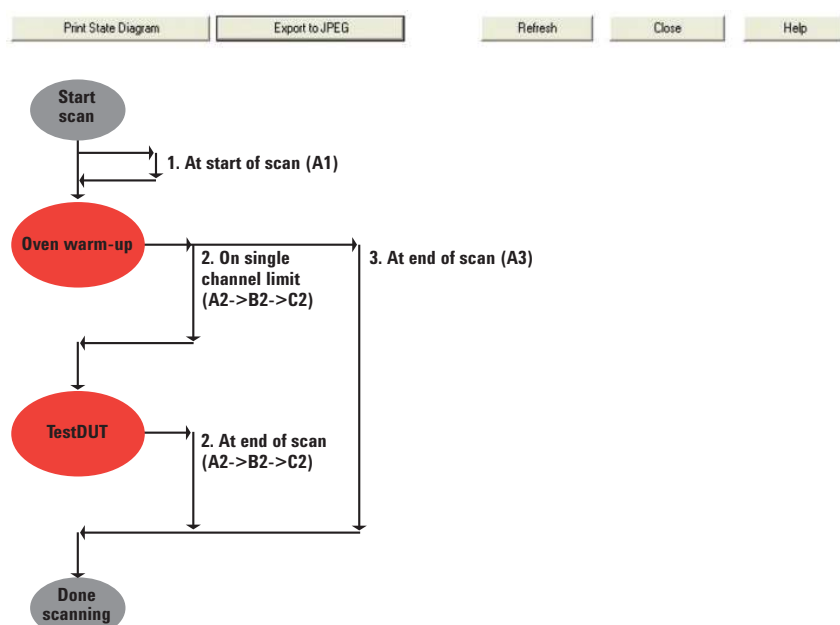 Print State Diagram
Export to JPEG
Refresh
Close
Help
Start
scan
1. At start of scan (A1)
Oven warm-up
2. On single
channel limit
(A2->B2->C2)
3. At end of scan (A3)
TestDUT
2. At end of scan
(A2->B2->C2)
Done
scanning